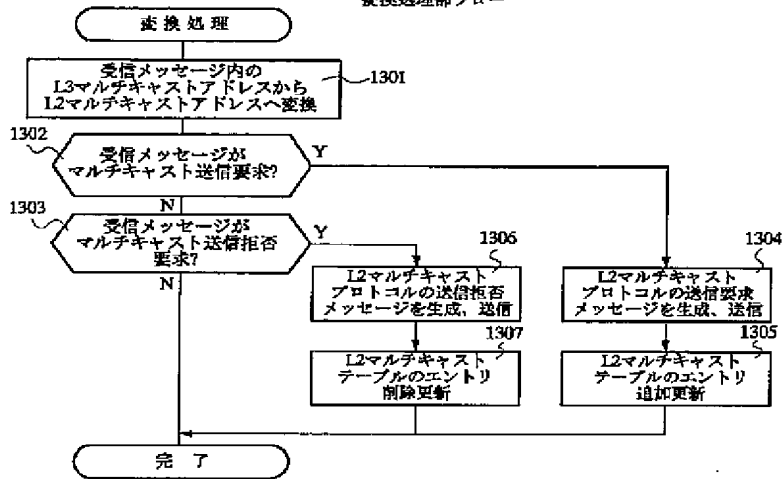 変換処理部フロー
変換処理
受信メッセージ内の
L3マルチキャストアドレスから
L2マルチキャストアドレスへ変換
1301
1302
受信メッセージが
マルチキャスト送信要求?
Y
N
1303
受信メッセージが
マルチキャスト送信拒否
要求?
Y
N
1306
L2マルチキャスト
プロトコルの送信拒否
メッセージを生成、送信
1304
L2マルチキャスト
プロトコルの送信要求
メッセージを生成、送信
1307
L2マルチキャスト
テーブルのエントリ
削除更新
1305
L2マルチキャスト
テーブルのエントリ
追加更新
完了